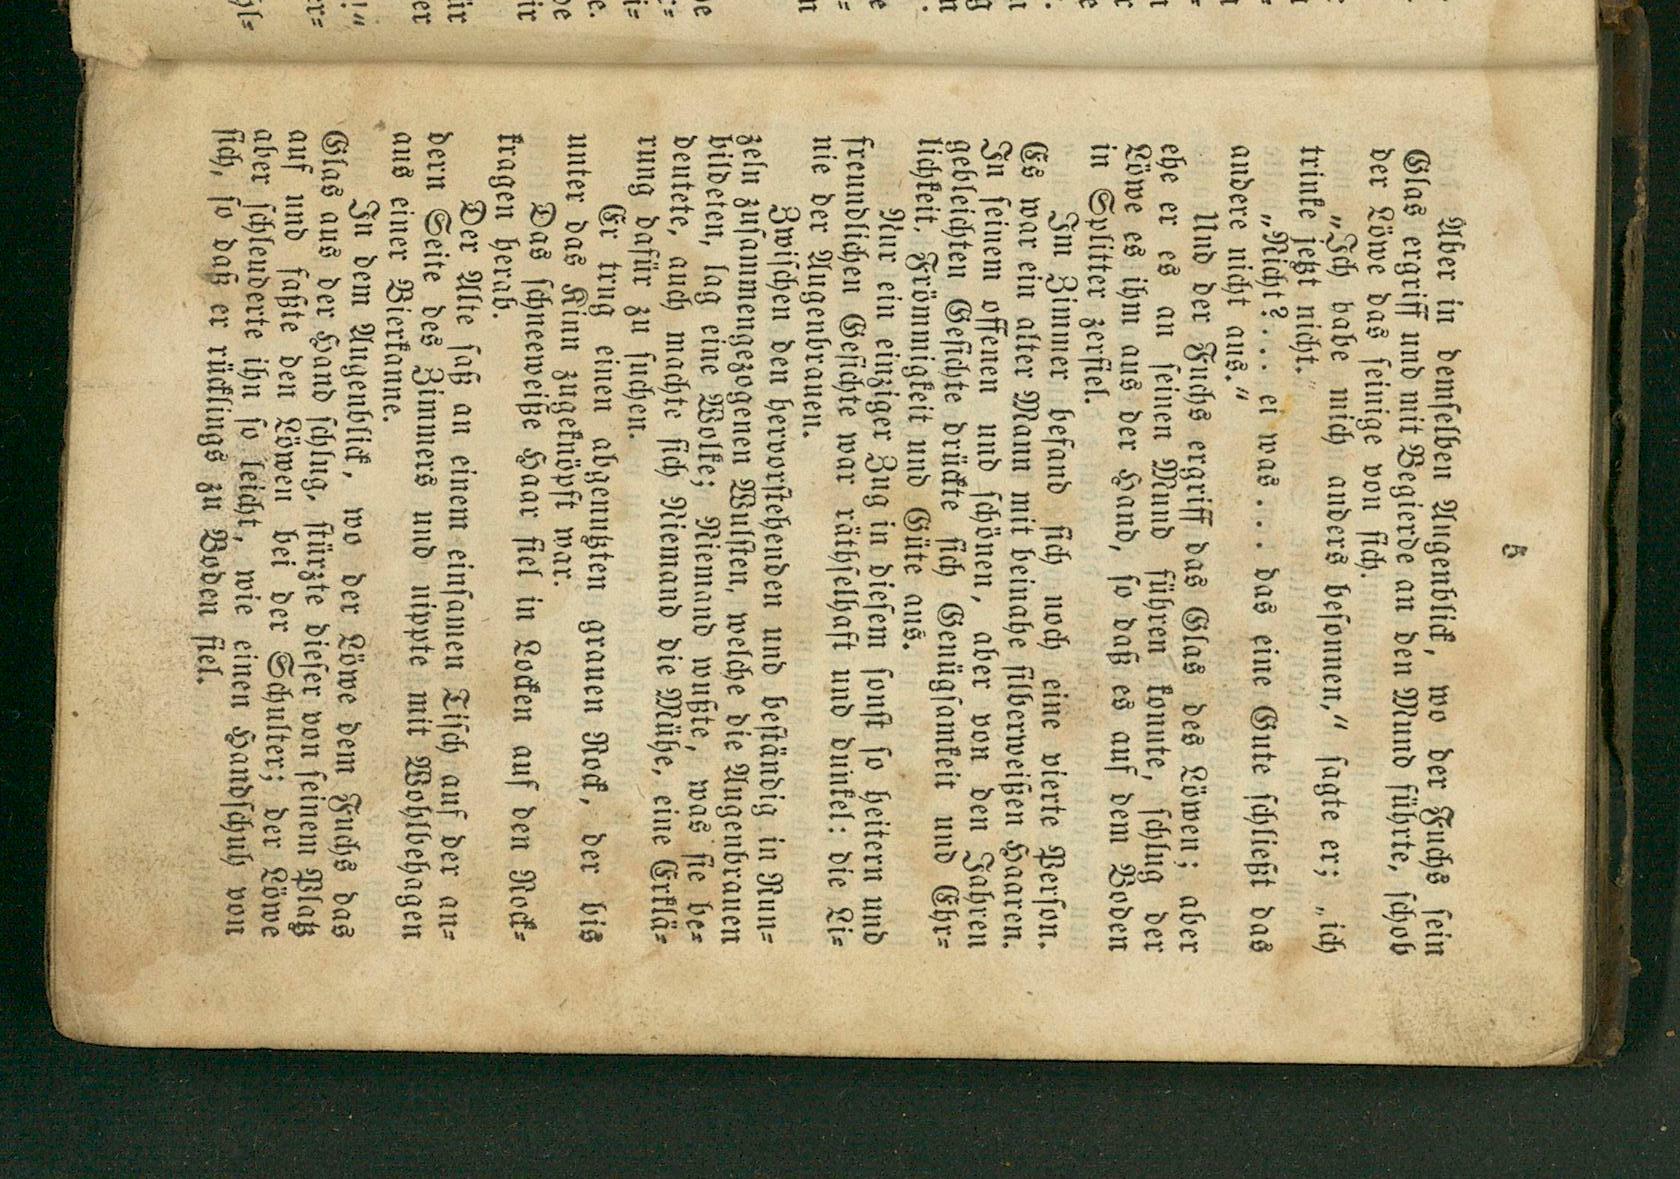 5
Aber in demselben Augenblick, wo der Fuchs sein
Glas ergriff und mit Begierde an den Mund führte, schob
der Löwe das seinige von sich.
„Ich habe mich anders besonnen,“ sagte er; „ich
trinke jetzt nicht.“
„Nicht?... ei was... das eine Gute schließt das
andere nicht aus.“
Und der Fuchs ergriff das Glas des Löwen; aber
ehe er es an seinen Mund führen konnte, schlug der
Löwe es ihm aus der Hand, so daß es auf dem Boden
in Splitter zerfiel.
Im Zimmer befand sich noch eine vierte Person.
Es war ein alter Mann mit beinahe silberweißen Haaren.
In seinem offenen und schönen, aber von den Jahren
gebleichten Gesichte drückte sich Genügsamkeit und Ehr-
lichkeit, Frömmigkeit und Güte aus.
Nur ein einziger Zug in diesem sonst so heitern und
freundlichen Gesichte war räthselhaft und dunkel: die Li-
nie der Augenbrauen.
Zwischen den hervorstehenden und beständig in Run-
zeln zusammengezogenen Wulsten, welche die Augenbrauen
bildeten, lag eine Wolke; Niemand wußte, was sie be-
deutete, auch machte sich Niemand die Mühe, eine Erklä-
rung dafür zu suchen.
Er trug einen abgenutzten grauen Rock, der bis
unter das Kinn zugeknöpft war.
Das schneeweiße Haar fiel in Locken auf den Rock-
kragen herab.
Der Alte saß an einem einsamen Tisch auf der an-
dern Seite des Zimmers und nippte mit Wohlbehagen
aus einer Bierkanne.
In dem Augenblick, wo der Löwe dem Fuchs das
Glas aus der Hand schlug, stürzte dieser von seinem Platz
auf und faßte den Löwen bei der Schulter; der Löwe
aber schleuderte ihn so leicht, wie einen Handschuh von
sich, so daß er rücklings zu Boden fiel.